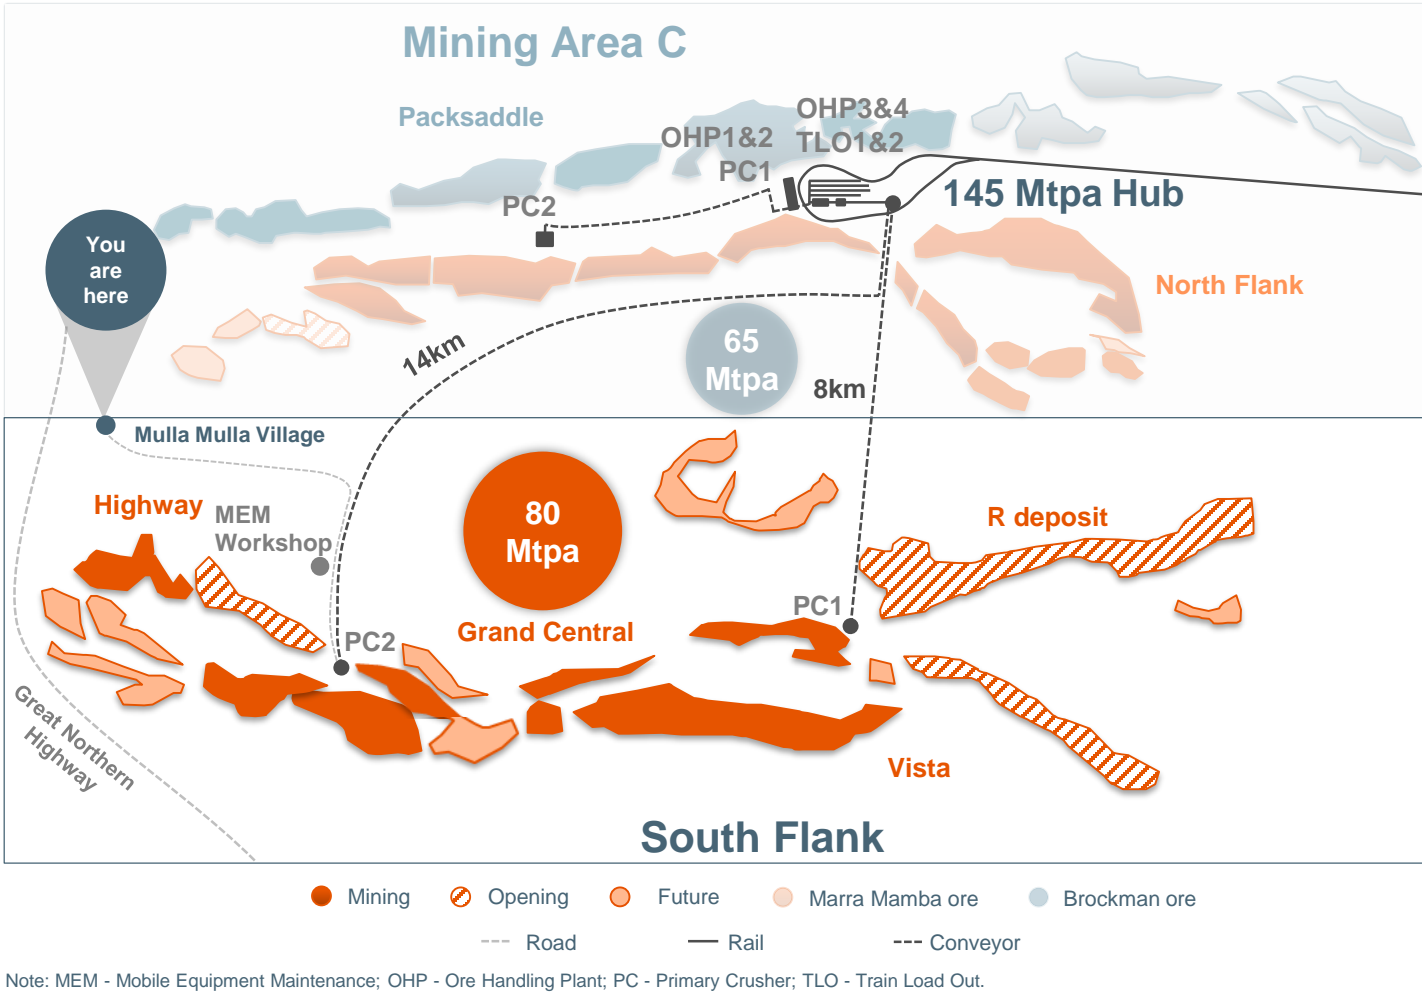 Mining Area C
Packsaddle
OHP3&4
TLO1&2
OHP1&2
PC1
PC2
145 Mtpa Hub
You
are
here
North Flank
14km
65
Mtpa
8km
Mulla Mulla Village
Highway
MEM
Workshop
80
Mtpa
R deposit
PC1
Grand Central
PC2
Great Northern
Highway
Vista
South Flank
Mining
Opening
Future
Marra Mamba ore
Brockman ore
Road
Rail
Conveyor
Note: MEM - Mobile Equipment Maintenance; OHP - Ore Handling Plant; PC - Primary Crusher; TLO - Train Load Out.